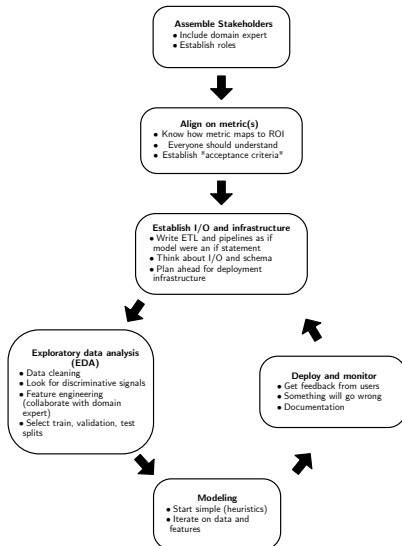 Assemble Stakeholders
• Include domain expert
• Establish roles
Align on metric(s)
• Know how metric maps to ROI
• Everyone should understand
• Establish "acceptance criteria"
Establish I/O and infrastructure
• Write ETL and pipelines as if
model were an if statement
• Think about I/O and schema
• Plan ahead for deployment
infrastructure
Exploratory data analysis
(EDA)
• Data cleaning
• Look for discriminative signals
• Feature engineering
(collaborate with domain
expert)
• Select train, validation, test
splits
Deploy and monitor
• Get feedback from users
• Something will go wrong
• Documentation
Modeling
• Start simple (heuristics)
• Iterate on data and
features